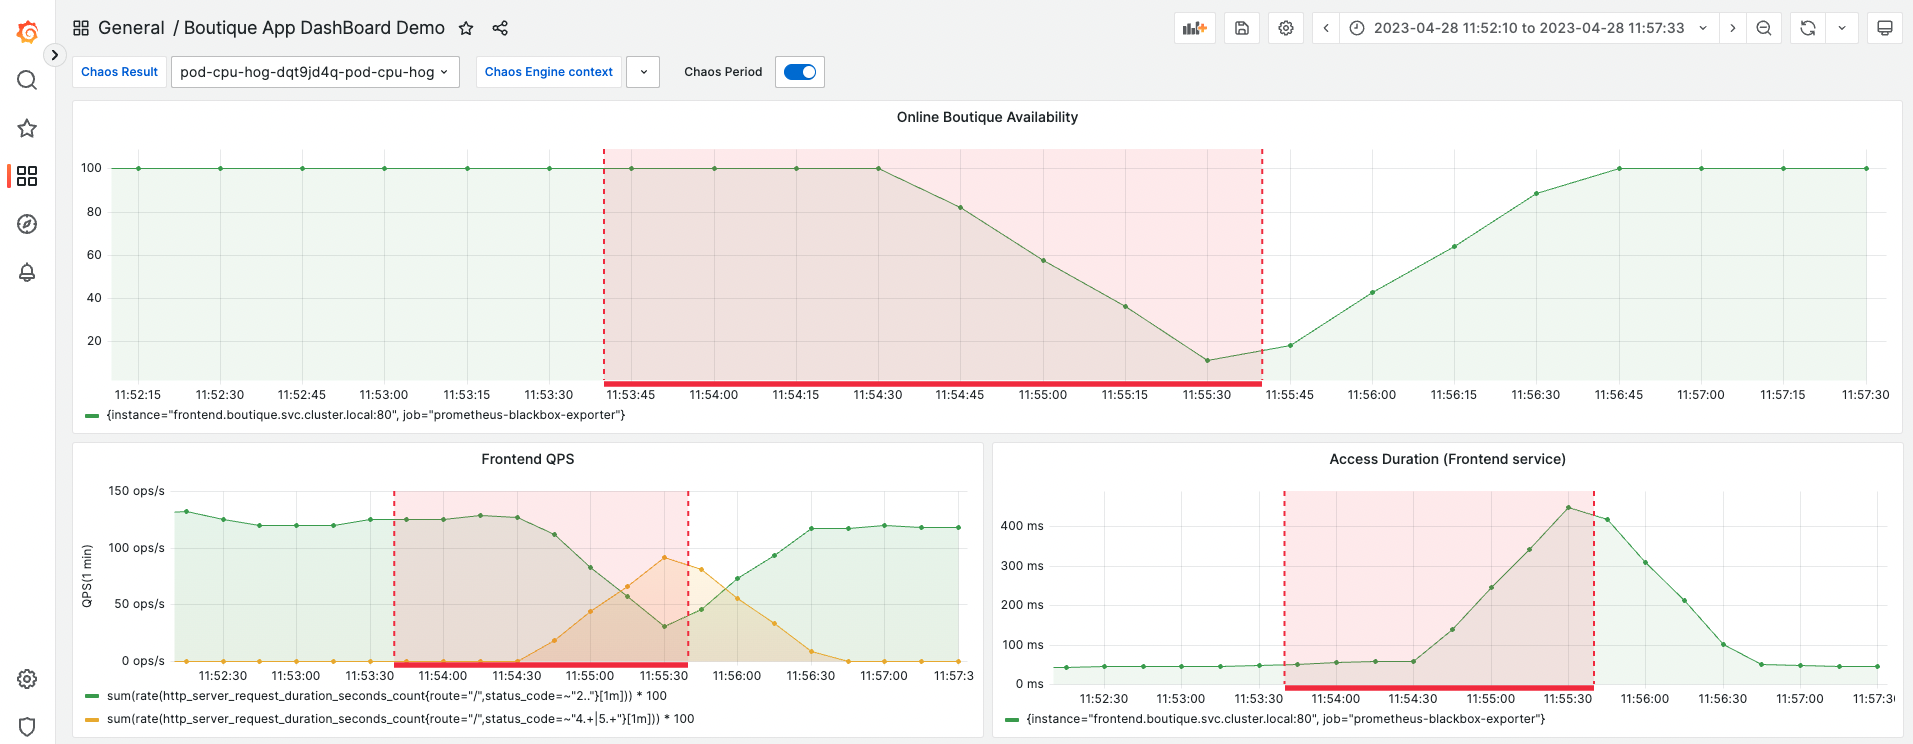 General / Boutique App DashBoard Demo
2023-04-28 11:52:10 to 2023-04-28 11:57:33
Chaos Result pod-cpu-hog-dqt9jd4q-pod-cpu-hog Chaos Engine context Chaos Period
Online Boutique Availability
100
80
60
40
20
11:52:15 11:52:30 11:52:45 11:53:00 11:53:15 11:53:30 11:53:45 11:54:00 11:54:15 11:54:30 11:54:45 11:55:00 11:55:15 11:55:30 11:55:45 11:56:00 11:56:15 11:56:30 11:56:45 11:57:00 11:57:15 11:57:30
{instance="frontend.boutique.svc.cluster.local:80", job="prometheus-blackbox-exporter"}
Frontend QPS
QPS(1 min)
150 ops/s
100 ops/s
50 ops/s
0 ops/s
11:52:30 11:53:00 11:53:30 11:54:00 11:54:30 11:55:00 11:55:30 11:56:00 11:56:30 11:57:00 11:57:3
sum(rate(http_server_request_duration_seconds_count{route="/",status_code=~"2.."}[1m])) * 100
sum(rate(http_server_request_duration_seconds_count{route="/",status_code=~"4.+|5.+"}[1m])) * 100
Access Duration (Frontend service)
400 ms
300 ms
200 ms
100 ms
0 ms
11:52:30 11:53:00 11:53:30 11:54:00 11:54:30 11:55:00 11:55:30 11:56:00 11:56:30 11:57:00 11:57:3
{instance="frontend.boutique.svc.cluster.local:80", job="prometheus-blackbox-exporter"}